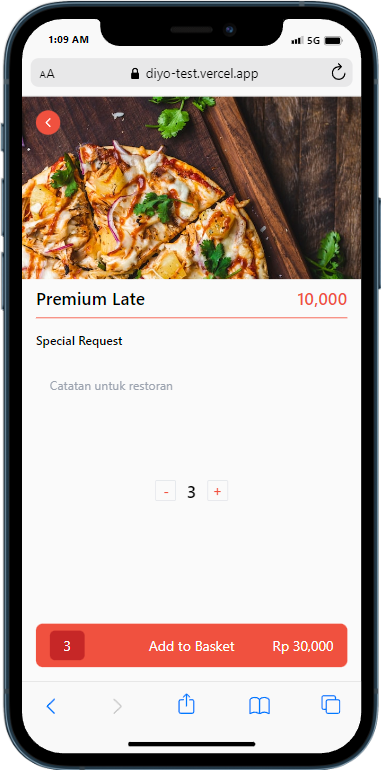 1:09 AM 5G
AA diyo-test.vercel.app
Premium Late 10,000
Special Request
Catatan untuk restoran
- 3 +
3 Add to Basket Rp 30,000